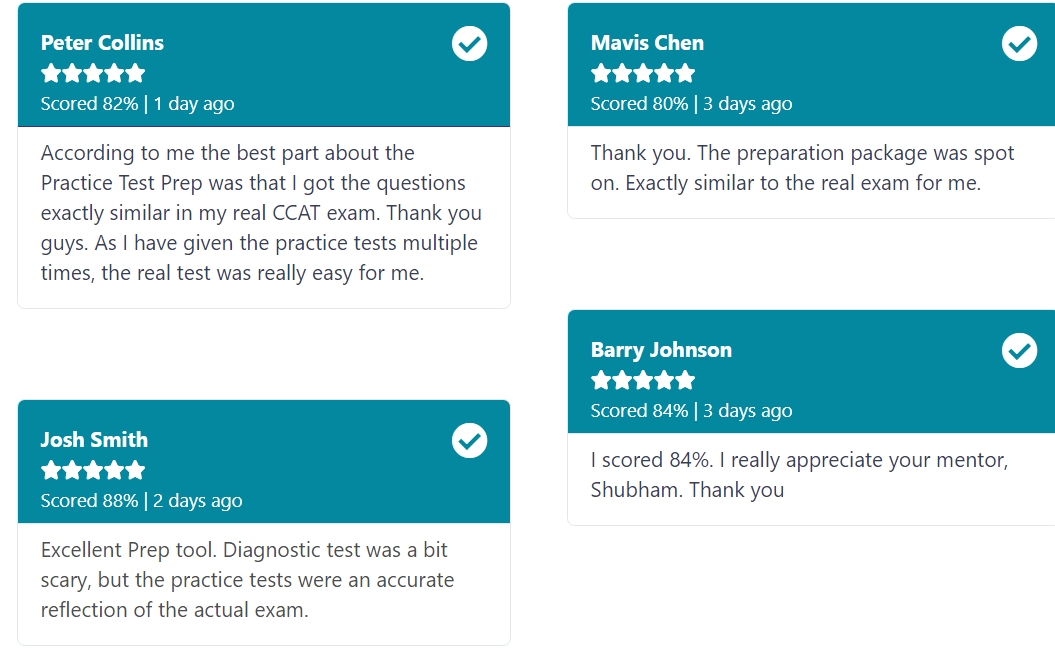 Peter Collins
Scored 82% | 1 day ago
According to me the best part about the
Practice Test Prep was that I got the questions
exactly similar in my real CCAT exam. Thank you
guys. As I have given the practice tests multiple
times, the real test was really easy for me.
Josh Smith
Scored 88% | 2 days ago
Excellent Prep tool. Diagnostic test was a bit
scary, but the practice tests were an accurate
reflection of the actual exam.
Mavis Chen
Scored 80% | 3 days ago
Thank you. The preparation package was spot
on. Exactly similar to the real exam for me.
Barry Johnson
Scored 84% | 3 days ago
I scored 84%. I really appreciate your mentor,
Shubham. Thank you